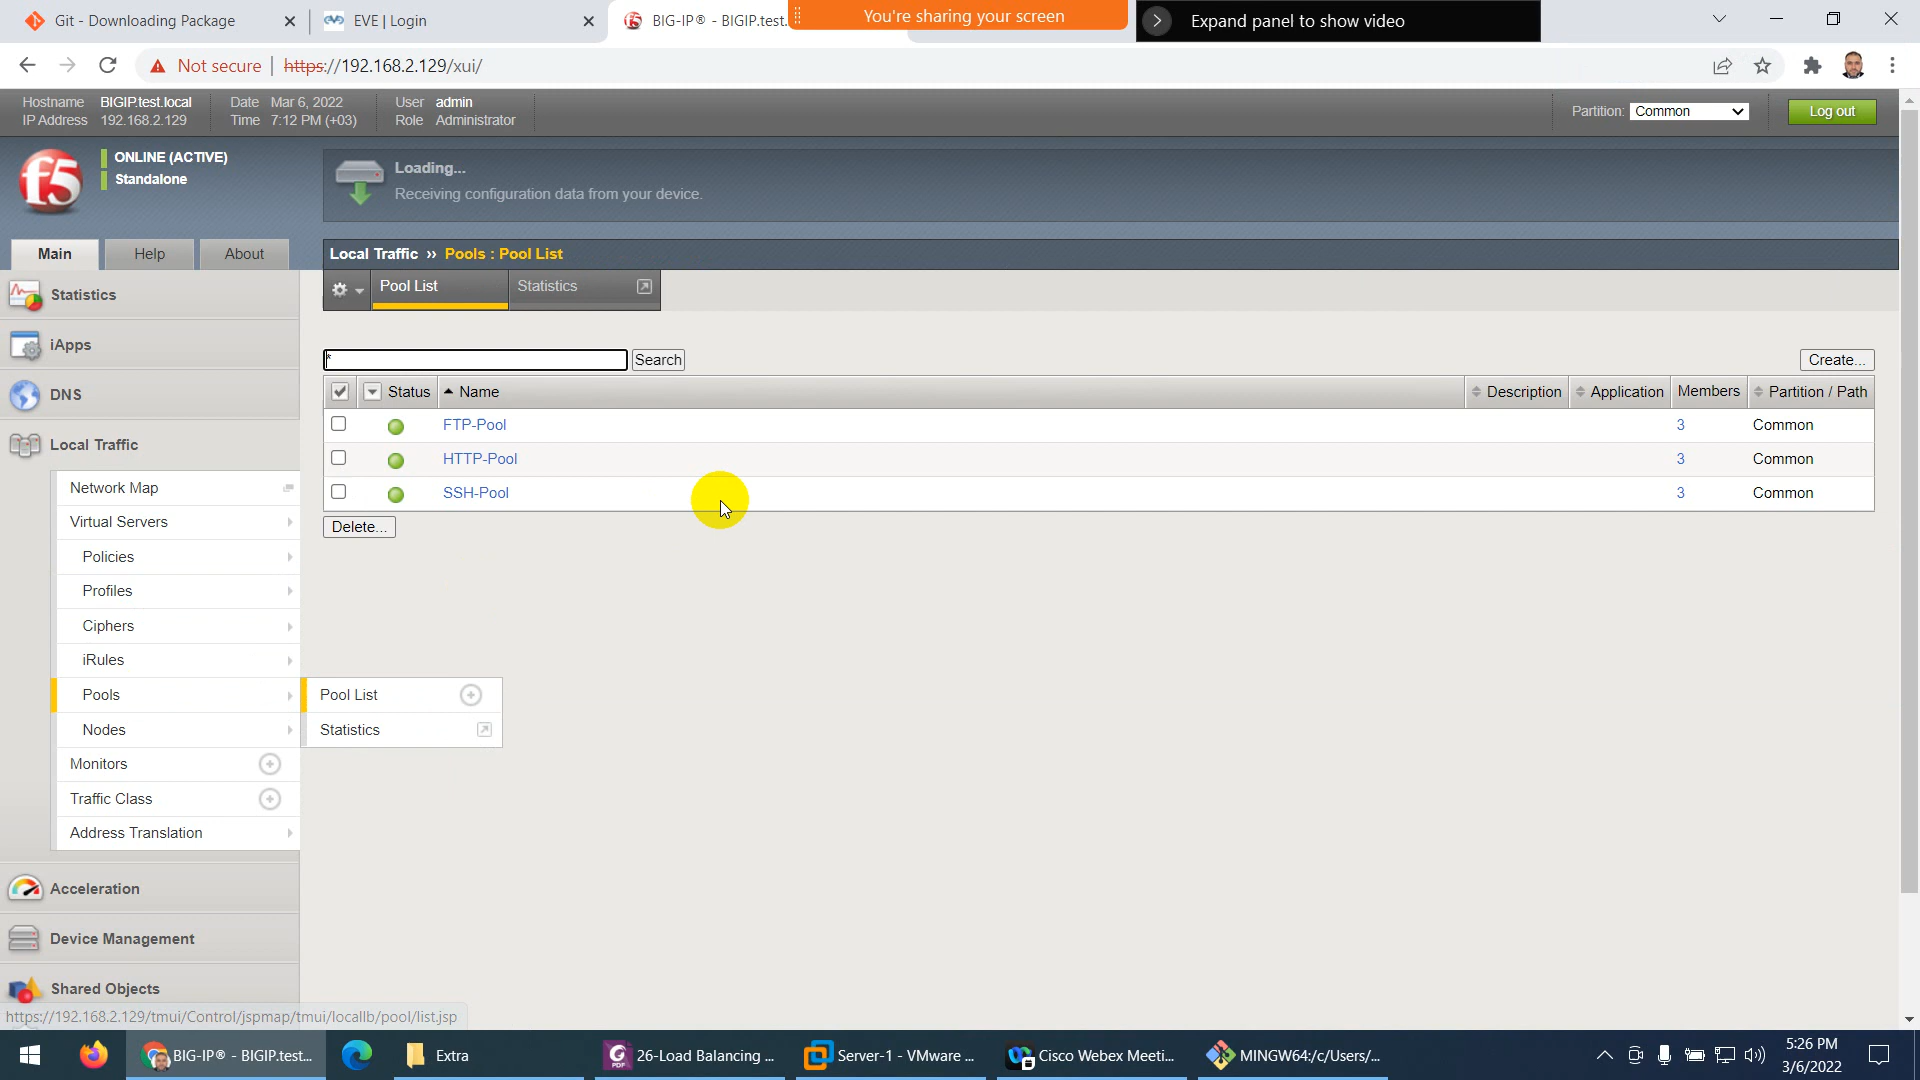 Git - Downloading Package
EVE | Login
BIG-IP® - BIGIP.test.
You're sharing your screen
Expand panel to show video
Not secure
https://192.168.2.129/xui/
Hostname BIGIP.test.local
IP Address 192.168.2.129
Date Mar 6, 2022
Time 7:12 PM (+03)
User admin
Role Administrator
Partition: Common
Log out
f5
ONLINE (ACTIVE)
Standalone
Loading...
Receiving configuration data from your device.
Main
Help
About
Local Traffic ›› Pools : Pool List
Pool List
Statistics
*
Search
Create...
Status
Name
Description
Application
Members
Partition / Path
FTP-Pool 3 Common
HTTP-Pool 3 Common
SSH-Pool 3 Common
Delete...
Statistics
iApps
DNS
Local Traffic
Network Map
Virtual Servers
Policies
Profiles
Ciphers
iRules
Pools
Nodes
Monitors
Traffic Class
Address Translation
Pool List
Statistics
Acceleration
Device Management
Shared Objects
https://192.168.2.129/tmui/Control/jspmap/tmui/locallb/pool/list.jsp
BIG-IP® - BIGIP.test...
Extra
PDF
26-Load Balancing ...
Server-1 - VMware ...
Cisco Webex Meeti...
MINGW64:/c/Users/...
5:26 PM
3/6/2022